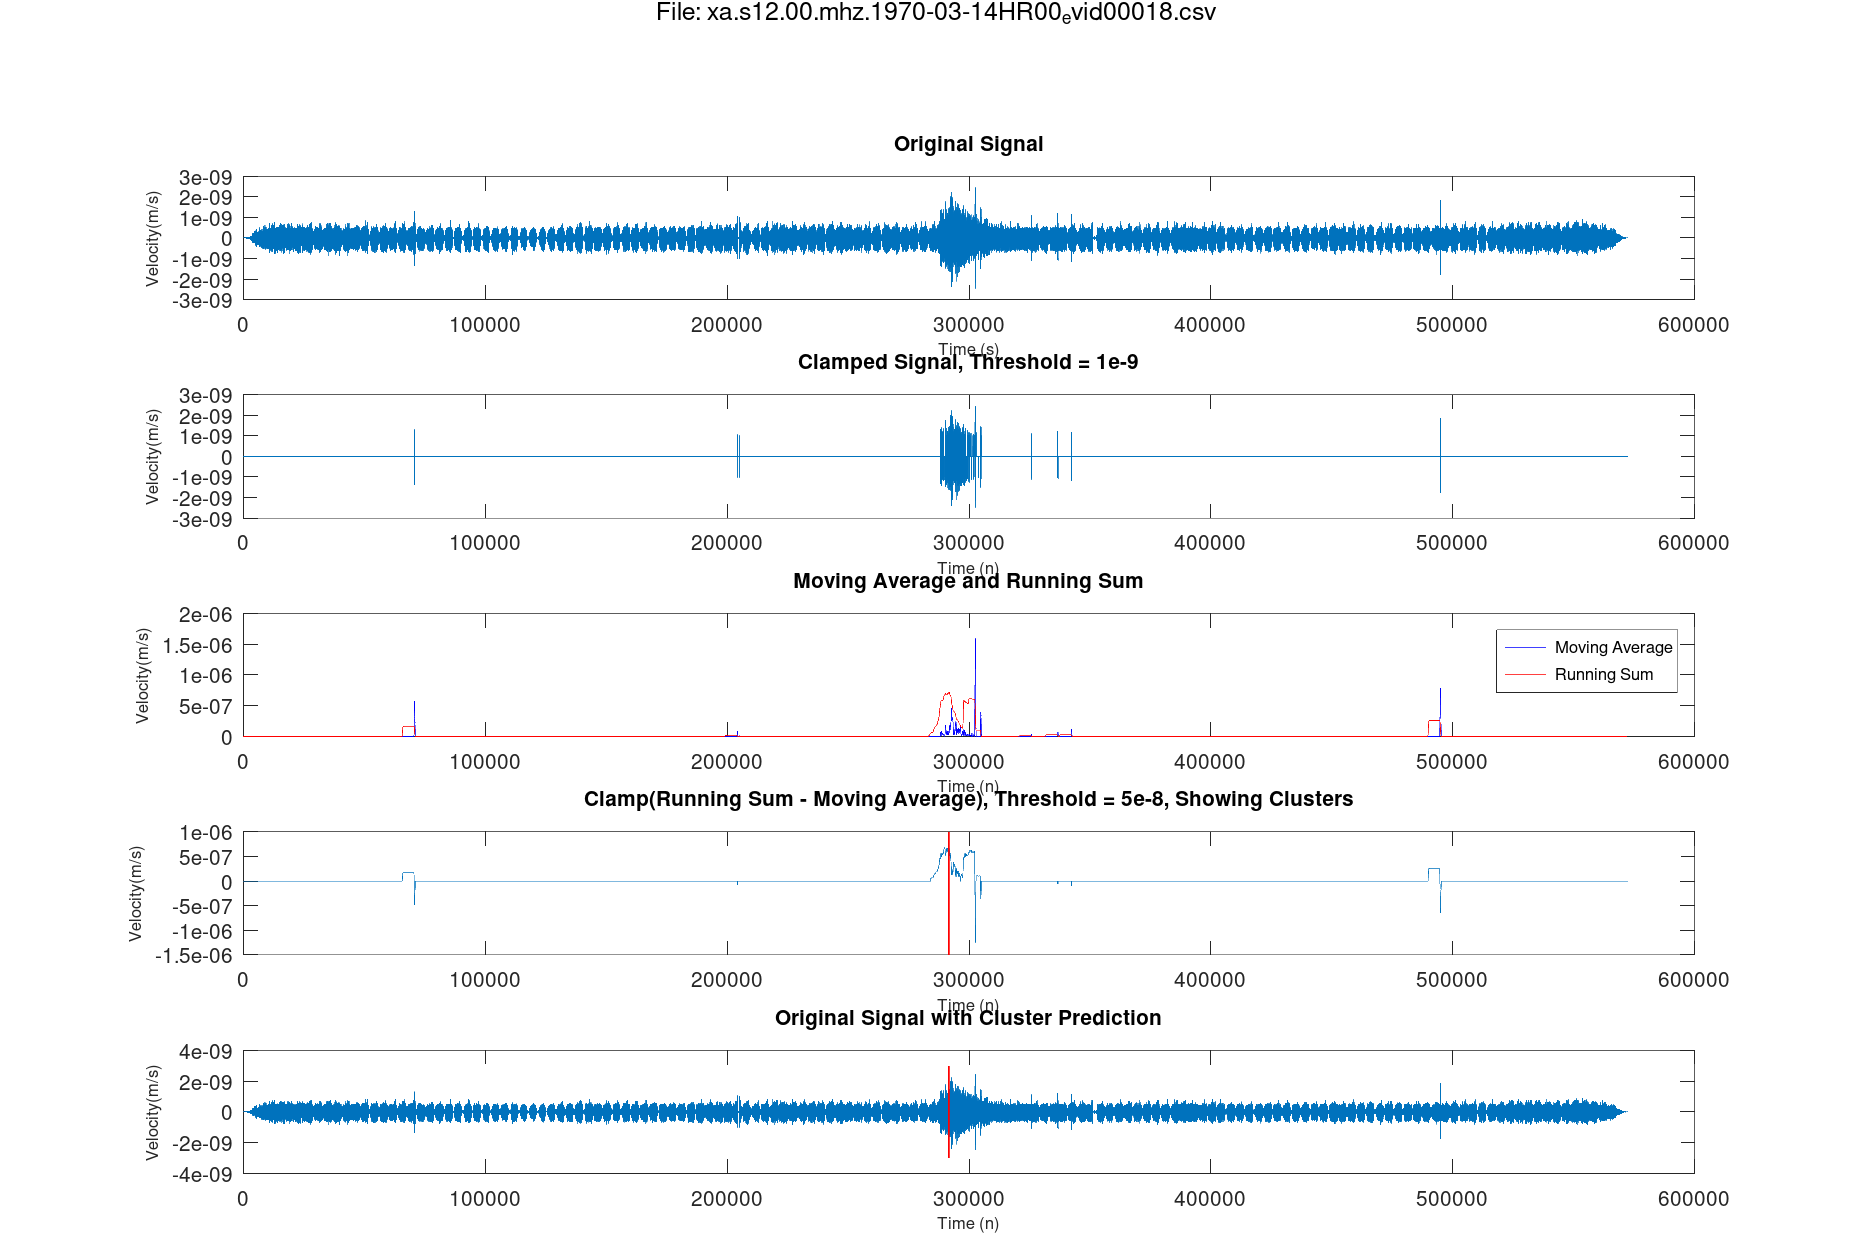 File: xa.s12.00.mhz.1970-03-14HR00evid00018.csv
Original Signal
3e-09
2e-09
1e-09
0
-1e-09
-2e-09
-3e-09
Velocity(m/s)
0 100000 200000 300000 400000 500000 600000
Time (s)
Clamped Signal, Threshold = 1e-9
3e-09
2e-09
1e-09
0
-1e-09
-2e-09
-3e-09
Velocity(m/s)
0 100000 200000 300000 400000 500000 600000
Time (n)
Moving Average and Running Sum
2e-06
1.5e-06
1e-06
5e-07
0
Velocity(m/s)
Moving Average
Running Sum
0 100000 200000 300000 400000 500000 600000
Time (n)
Clamp(Running Sum - Moving Average), Threshold = 5e-8, Showing Clusters
1e-06
5e-07
0
-5e-07
-1e-06
-1.5e-06
Velocity(m/s)
0 100000 200000 300000 400000 500000 600000
Time (n)
Original Signal with Cluster Prediction
4e-09
2e-09
0
-2e-09
-4e-09
Velocity(m/s)
0 100000 200000 300000 400000 500000 600000
Time (n)